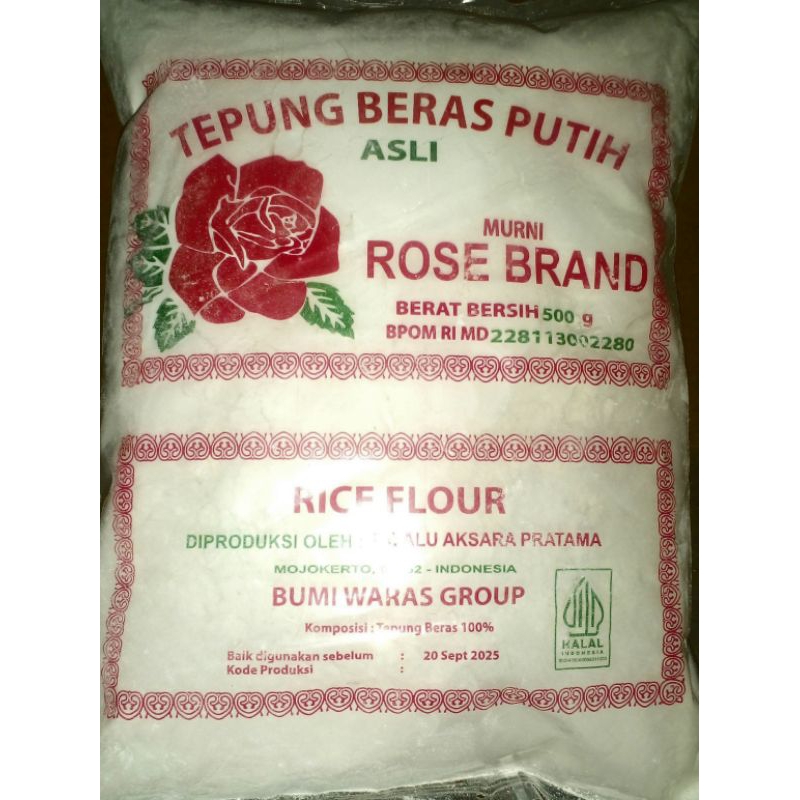 TEPUNG BERAS PUTIH
ASLI
MURNI
ROSE BRAND
BERAT BERSIH 500 g
BPOM RI MD 228113002280
RICE FLOUR
DIPRODUKSI OLEH ALU AKSARA PRATAMA
MOJOKERTO, - INDONESIA
BUMI WARAS GROUP
Komposisi : Tepung Beras 100%
HALAL
INDONESIA
Baik digunakan sebelum : 20 Sept 2025
Kode Produksi :